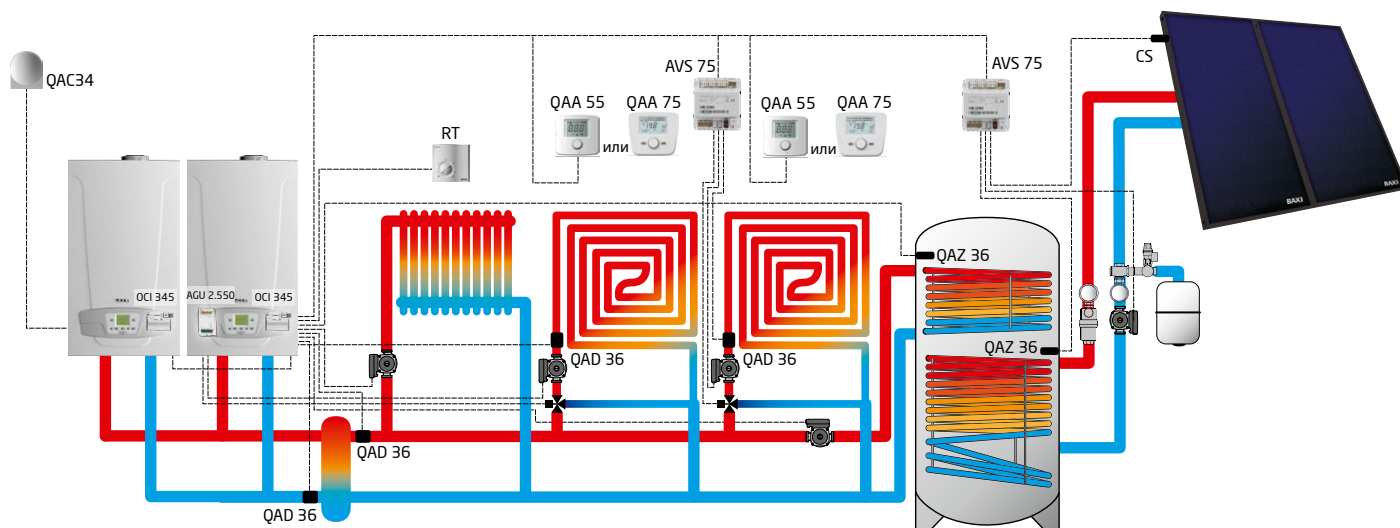 QAC34
OCI 345
AGU 2.550
OCI 345
RT
QAA 55
или
QAA 75
AVS 75
QAA 55
или
QAA 75
AVS 75
CS
BAXI
BAXI
QAD 36
QAD 36
QAZ 36
QAZ 36
QAD 36
QAD 36